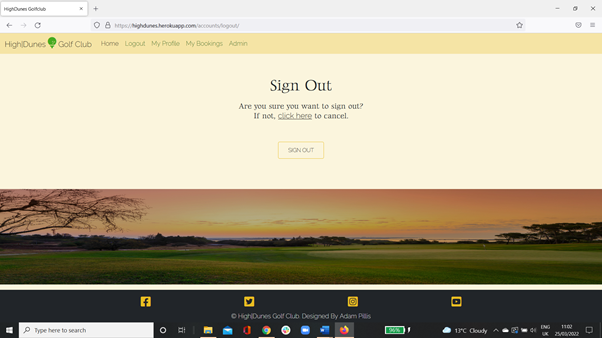 HighDunes Golfclub
https://highdunes.herokuapp.com/accounts/logout/
High|Dunes Golf Club Home Logout My Profile My Bookings Admin
Sign Out
Are you sure you want to sign out?
If not, click here to cancel.
SIGN OUT
© High|Dunes Golf Club. Designed By Adam Pillis
Type here to search
96%
13°C Cloudy
ENG
UK
11:02
25/03/2022